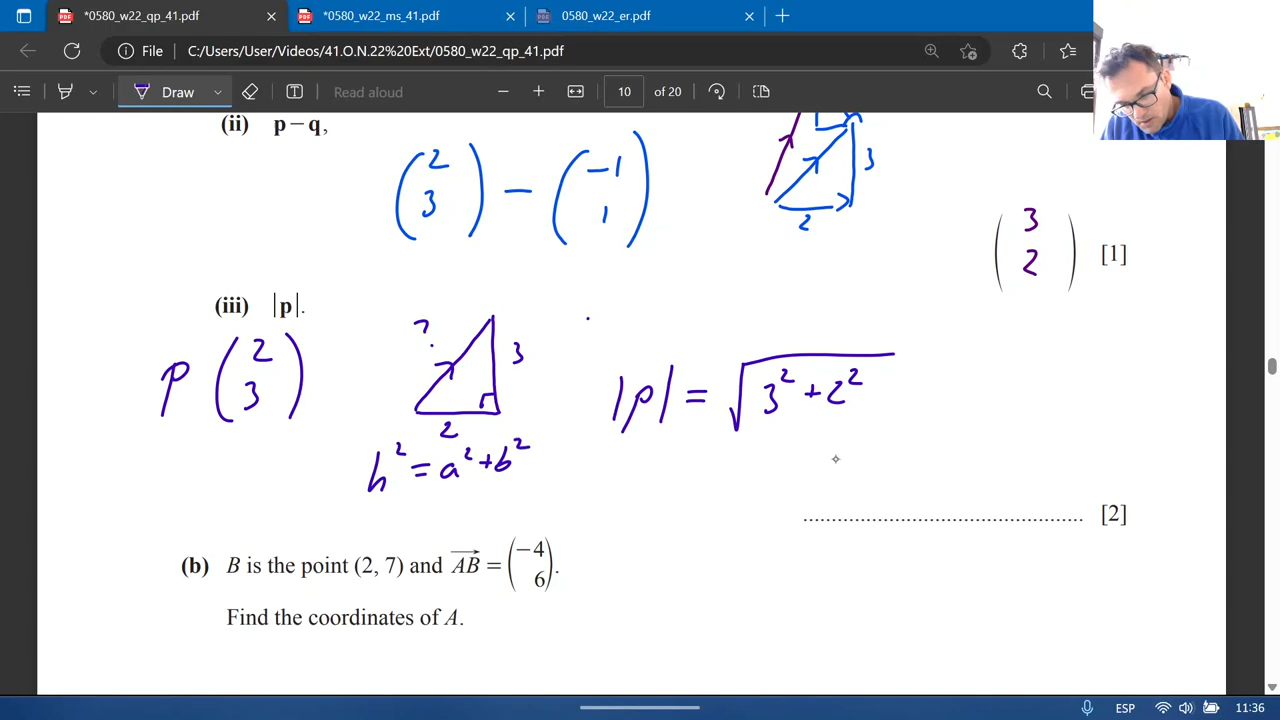 *0580_w22_qp_41.pdf
*0580_w22_ms_41.pdf
0580_w22_er.pdf
File
C:/Users/User/Videos/41.O.N.22%20Ext/0580_w22_qp_41.pdf
Draw
Read aloud
10 of 20
(ii) p − q,
(2 3) − (−1 1)
3
2
(3 2) [1]
(iii) |p|.
p (2 3)
?
3
2
h² = a² + b²
|p| = √3² + 2²
................................................ [2]
(b) B is the point (2, 7) and AB = (−4 6).
Find the coordinates of A.
ESP
11:36